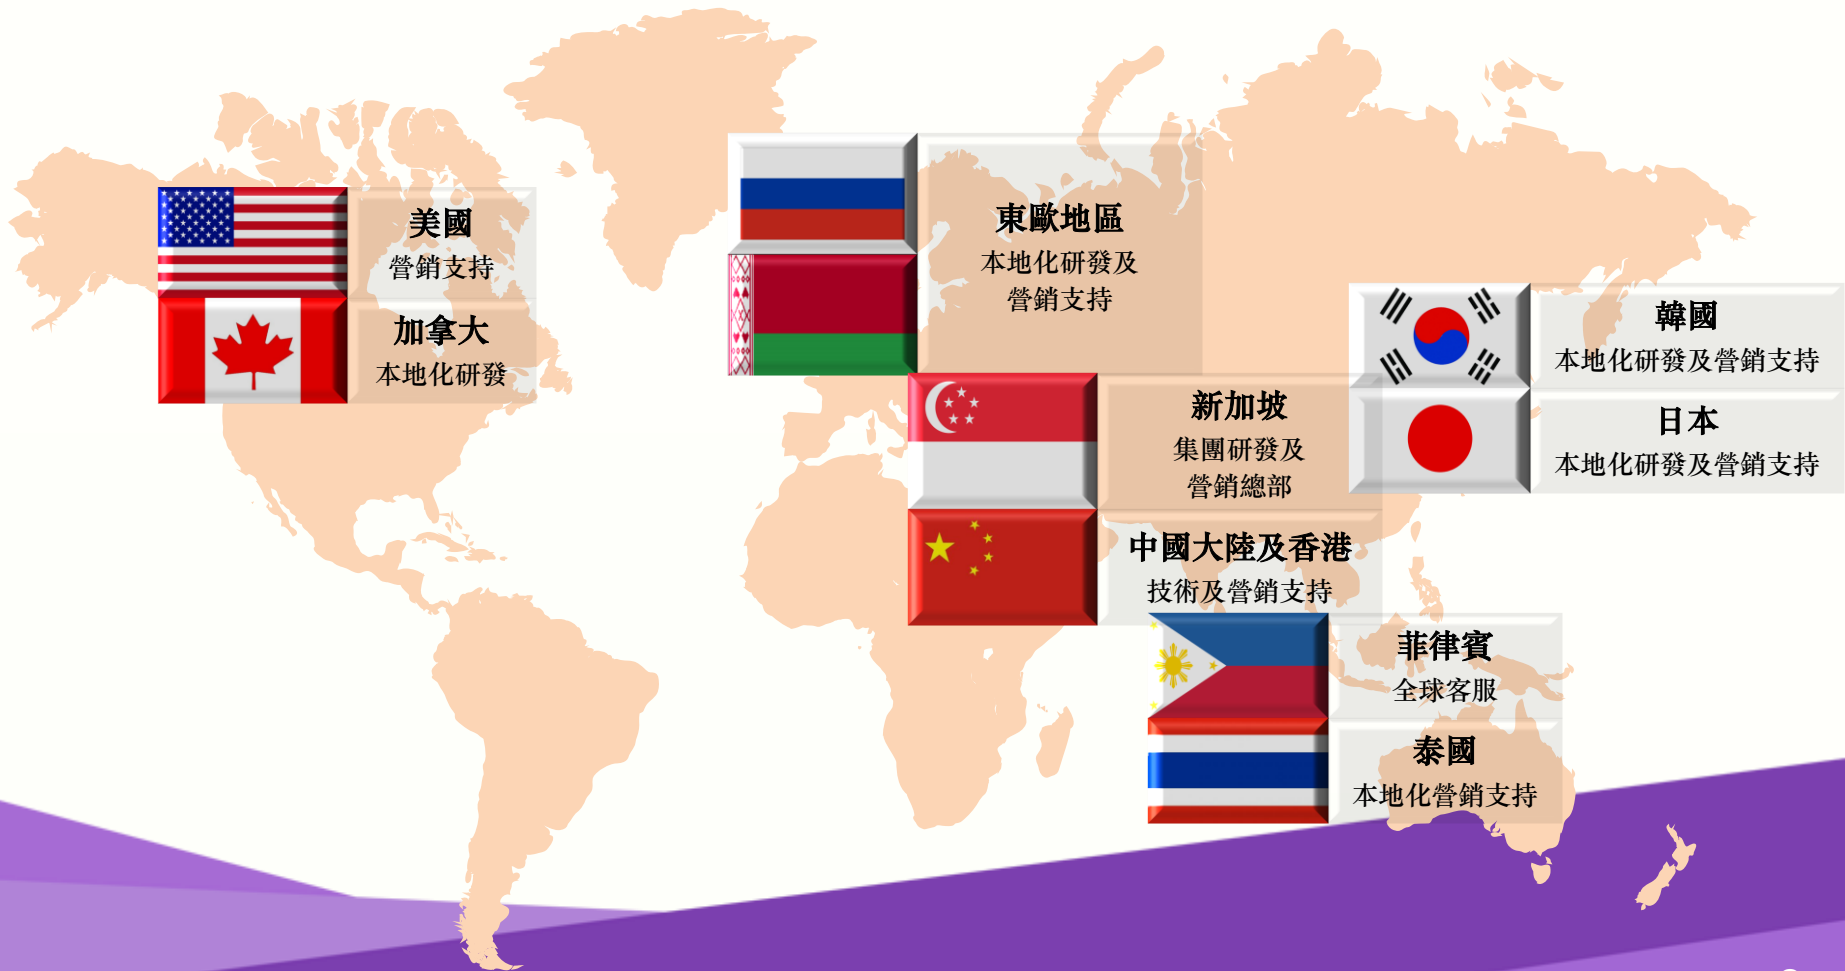 美國
營銷支持
加拿大
本地化研發
東歐地區
本地化研發及
營銷支持
新加坡
集團研發及
營銷總部
中國大陸及香港
技術及營銷支持
韓國
本地化研發及營銷支持
日本
本地化研發及營銷支持
菲律賓
全球客服
泰國
本地化營銷支持